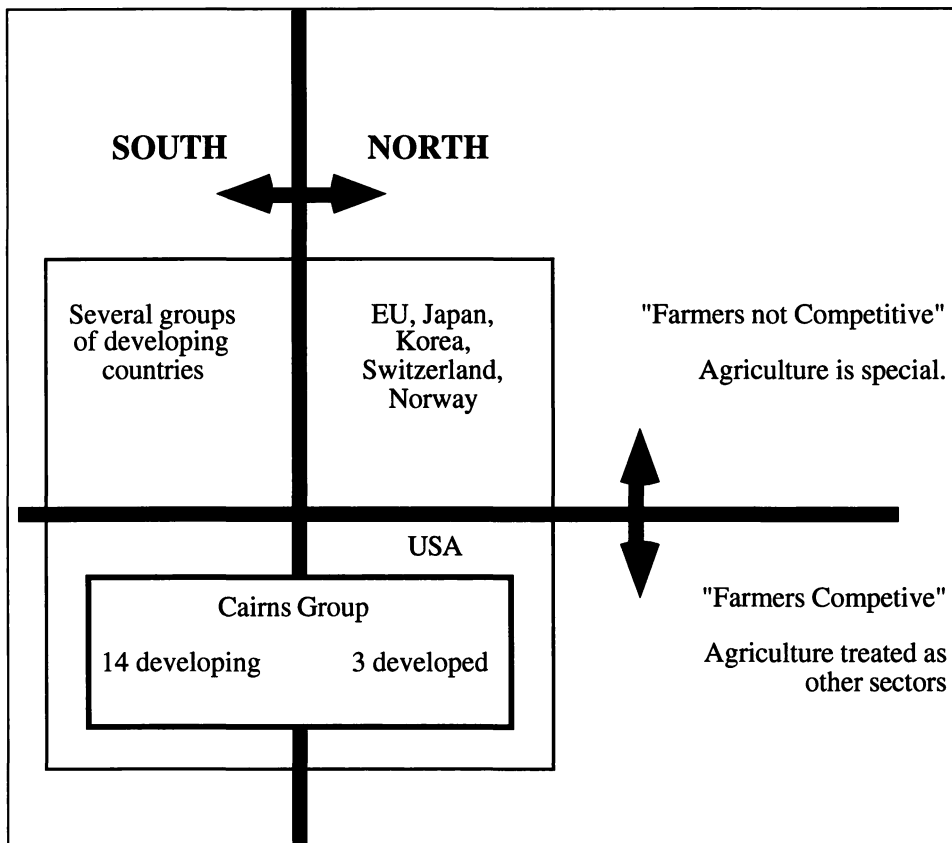 SOUTH
NORTH
Several groups
of developing
countries
EU, Japan,
Korea,
Switzerland,
Norway
"Farmers not Competitive"
Agriculture is special.
USA
Cairns Group
14 developing
3 developed
"Farmers Competive"
Agriculture treated as
other sectors